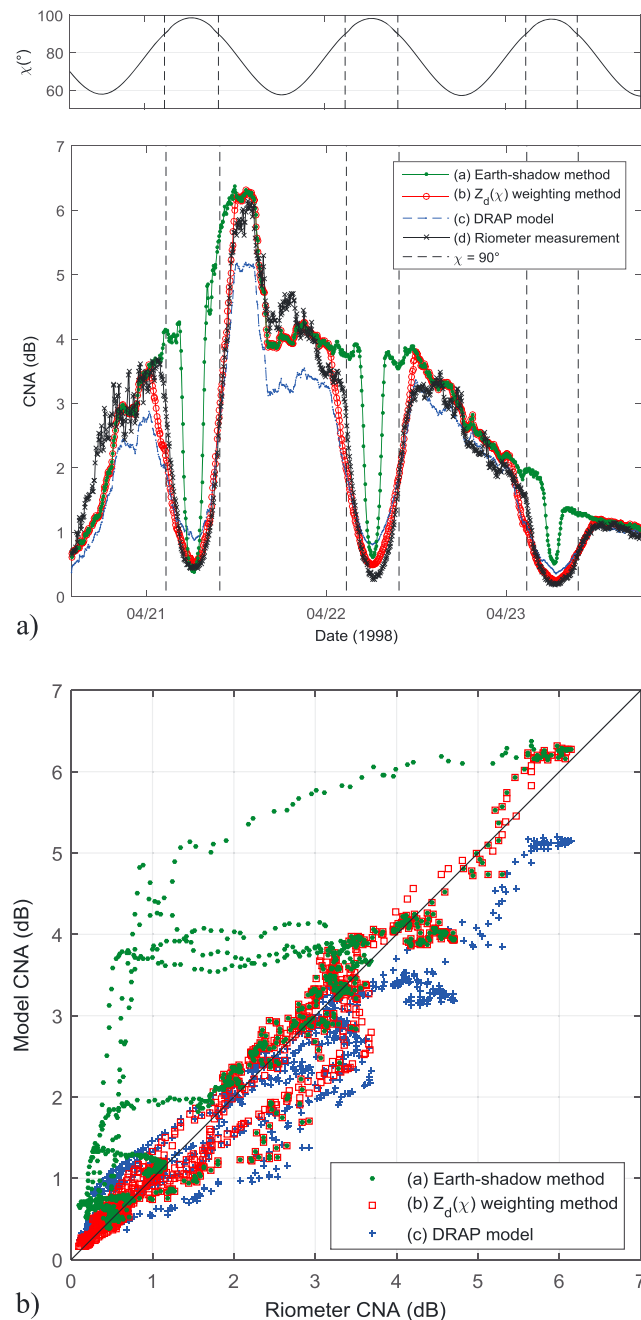 100
80
60
χ(°)
7
6
5
4
3
2
1
0
CNA (dB)
(a) Earth-shadow method
(b) Zd(χ) weighting method
(c) DRAP model
(d) Riometer measurement
χ = 90°
04/21
04/22
04/23
Date (1998)
a)
7
6
5
4
3
2
1
0
Model CNA (dB)
(a) Earth-shadow method
(b) Zd(χ) weighting method
(c) DRAP model
0 1 2 3 4 5 6 7
Riometer CNA (dB)
b)